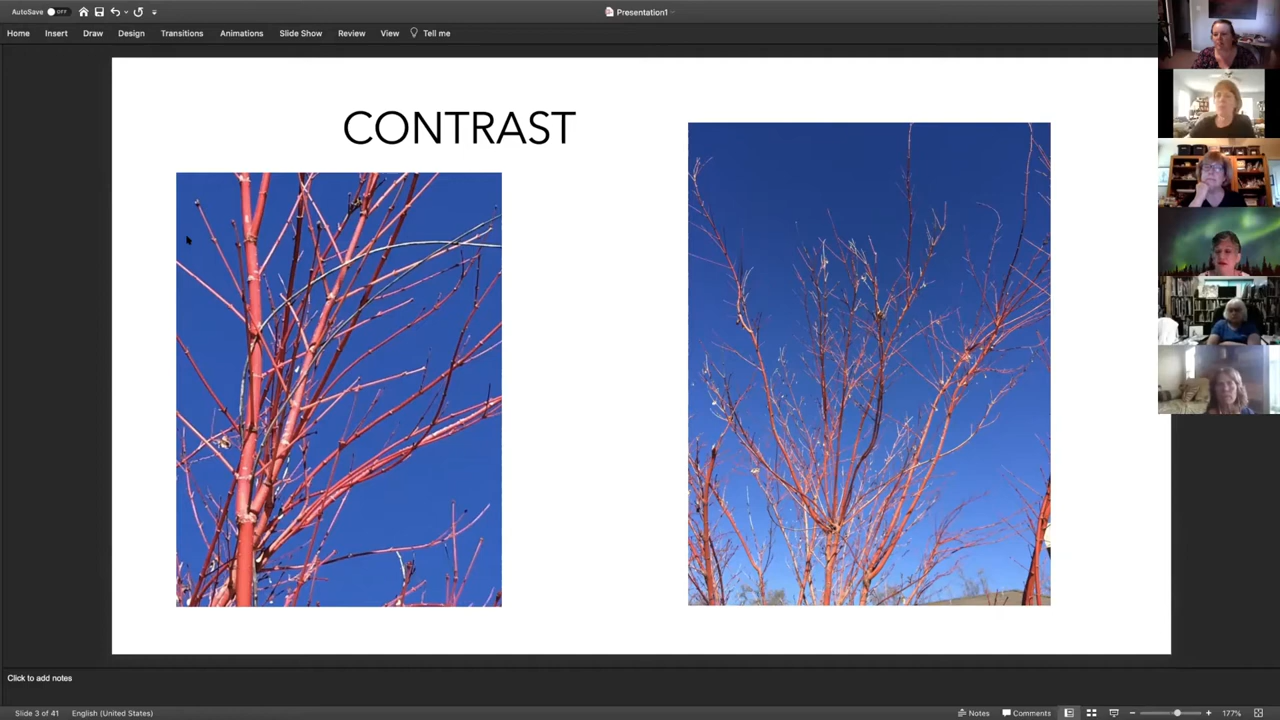 AutoSave OFF
Presentation1
Home Insert Draw Design Transitions Animations Slide Show Review View Tell me
CONTRAST
Click to add notes
Slide 3 of 41 English (United States) Notes Comments 177%